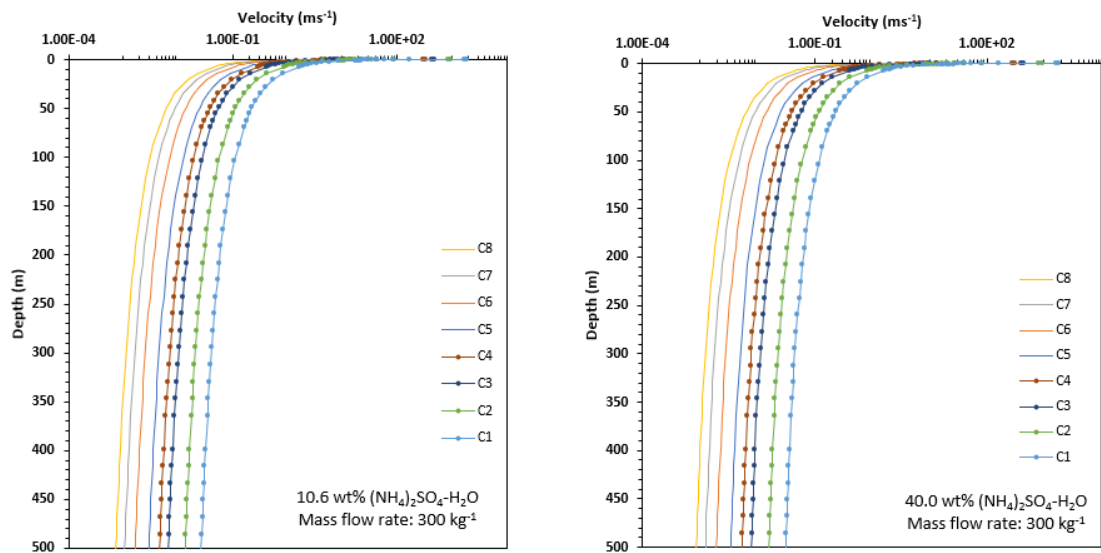 Velocity (ms-1)
1.00E-04 1.00E-01 1.00E+02
0
50
100
150
200
250
300
350
400
450
500
Depth (m)
C8
C7
C6
C5
C4
C3
C2
C1
10.6 wt% (NH4)2SO4-H2O
Mass flow rate: 300 kg-1
Velocity (ms-1)
1.00E-04 1.00E-01 1.00E+02
0
50
100
150
200
250
300
350
400
450
500
Depth (m)
C8
C7
C6
C5
C4
C3
C2
C1
40.0 wt% (NH4)2SO4-H2O
Mass flow rate: 300 kg-1